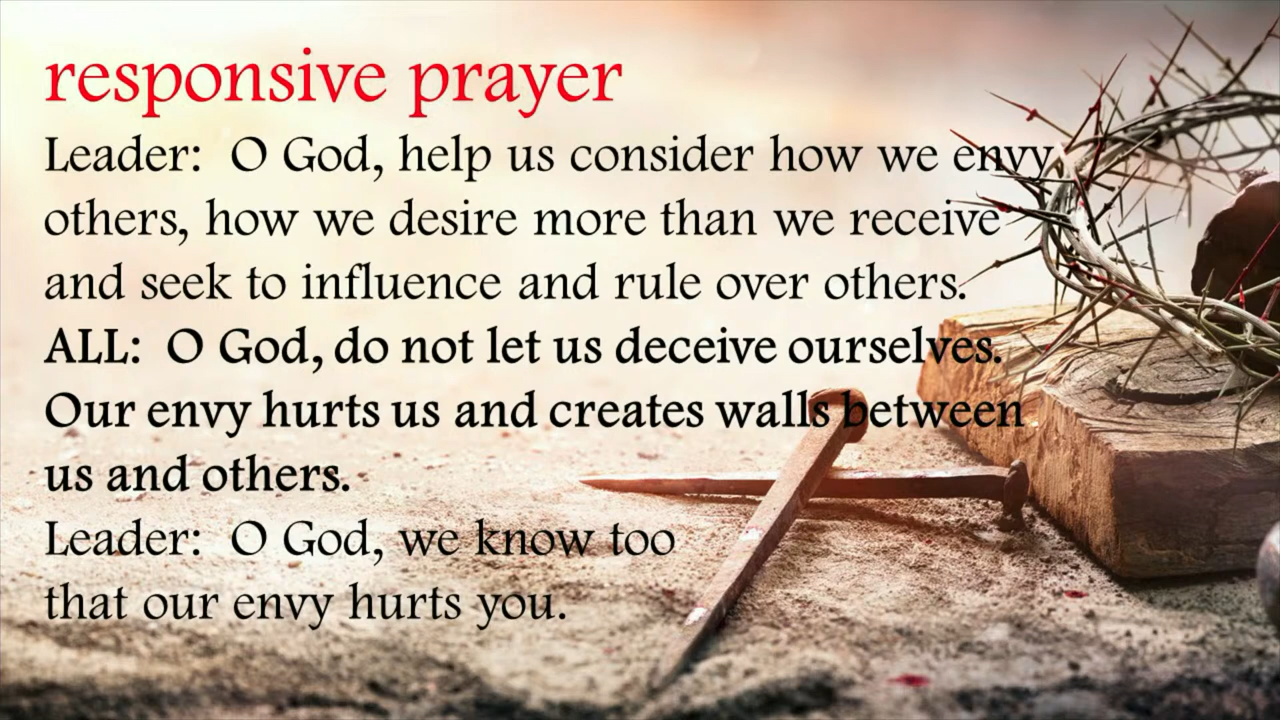 responsive prayer
Leader:  O God, help us consider how we envy
others, how we desire more than we receive
and seek to influence and rule over others.
ALL:  O God, do not let us deceive ourselves.
Our envy hurts us and creates walls between
us and others.
Leader:  O God, we know too
that our envy hurts you.